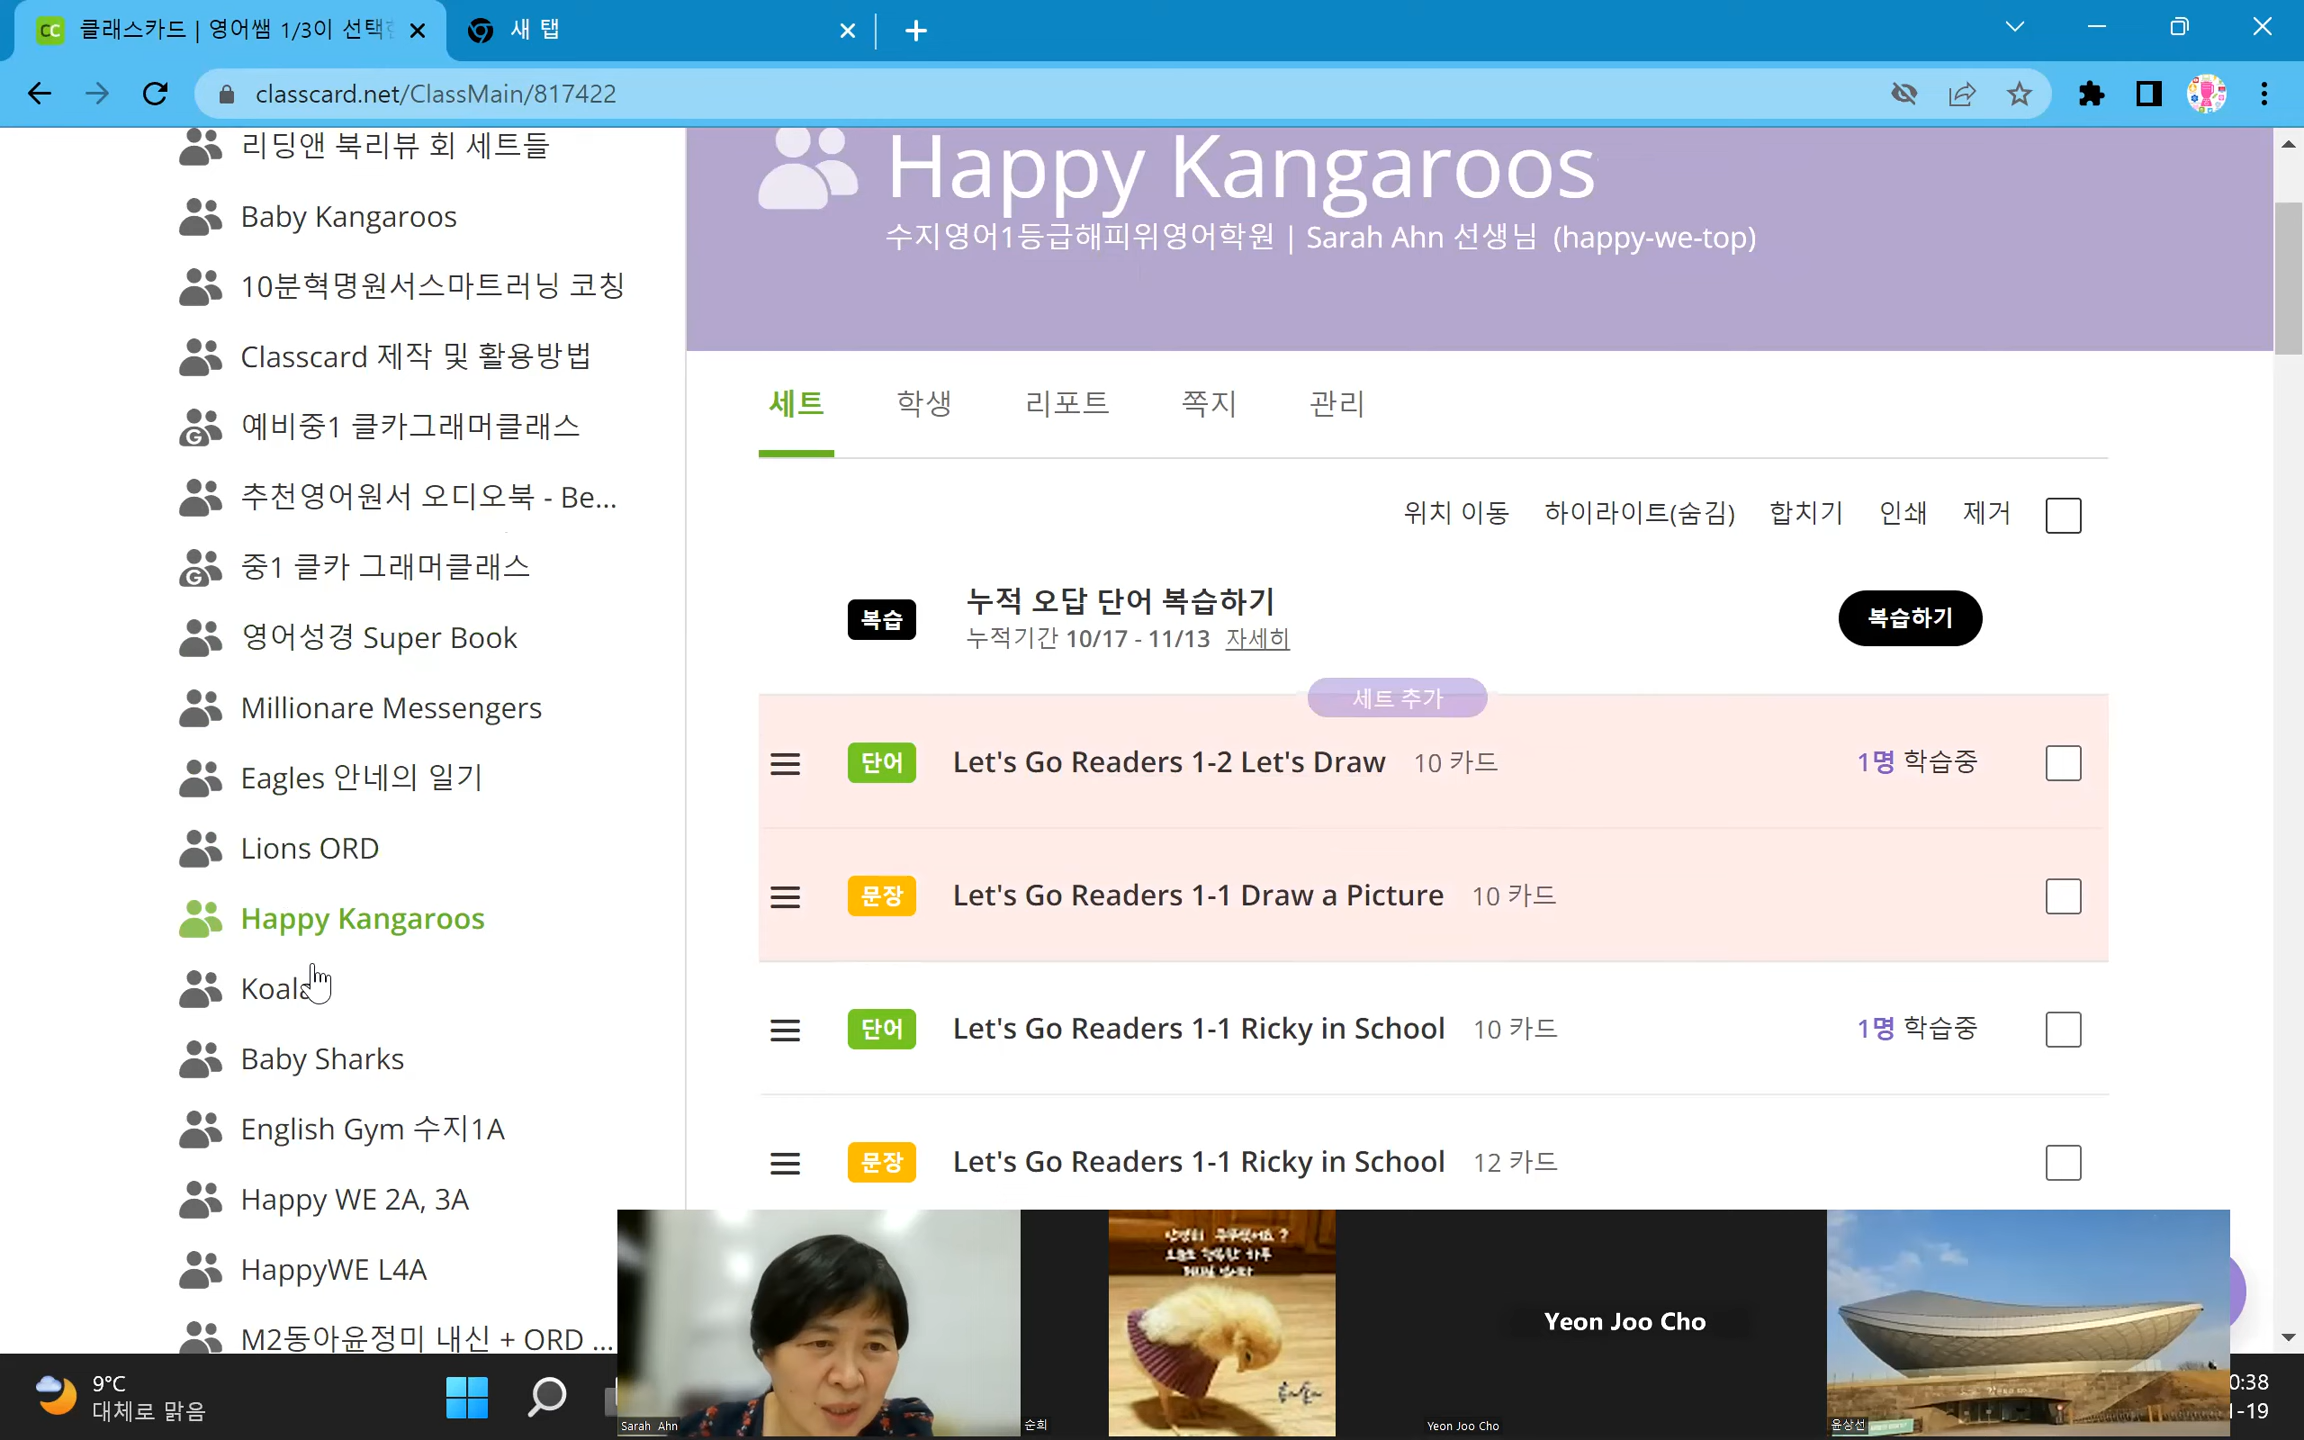 클래스카드 | 영어쌤 1/3이 선택한
새 탭
classcard.net/ClassMain/817422
리딩앤 북리뷰 회 세트들
Baby Kangaroos
10분혁명원서스마트러닝 코칭
Classcard 제작 및 활용방법
예비중1 클카그래머클래스
추천영어원서 오디오북 - Be...
중1 클카 그래머클래스
영어성경 Super Book
Millionare Messengers
Eagles 안네의 일기
Lions ORD
Happy Kangaroos
Koala
Baby Sharks
English Gym 수지1A
Happy WE 2A, 3A
HappyWE L4A
M2동아윤정미 내신 + ORD ...
Happy Kangaroos
수지영어1등급해피위영어학원 | Sarah Ahn 선생님 (happy-we-top)
세트 학생 리포트 쪽지 관리
위치 이동 하이라이트(숨김) 합치기 인쇄 제거
복습 누적 오답 단어 복습하기 복습하기
누적기간 10/17 - 11/13 자세히
세트 추가
단어 Let's Go Readers 1-2 Let's Draw 10 카드 1명 학습중
문장 Let's Go Readers 1-1 Draw a Picture 10 카드
단어 Let's Go Readers 1-1 Ricky in School 10 카드 1명 학습중
문장 Let's Go Readers 1-1 Ricky in School 12 카드
Yeon Joo Cho
Sarah Ahn
순희
Yeon Joo Cho
윤상선
9°C
대체로 맑음
0:38
1-19